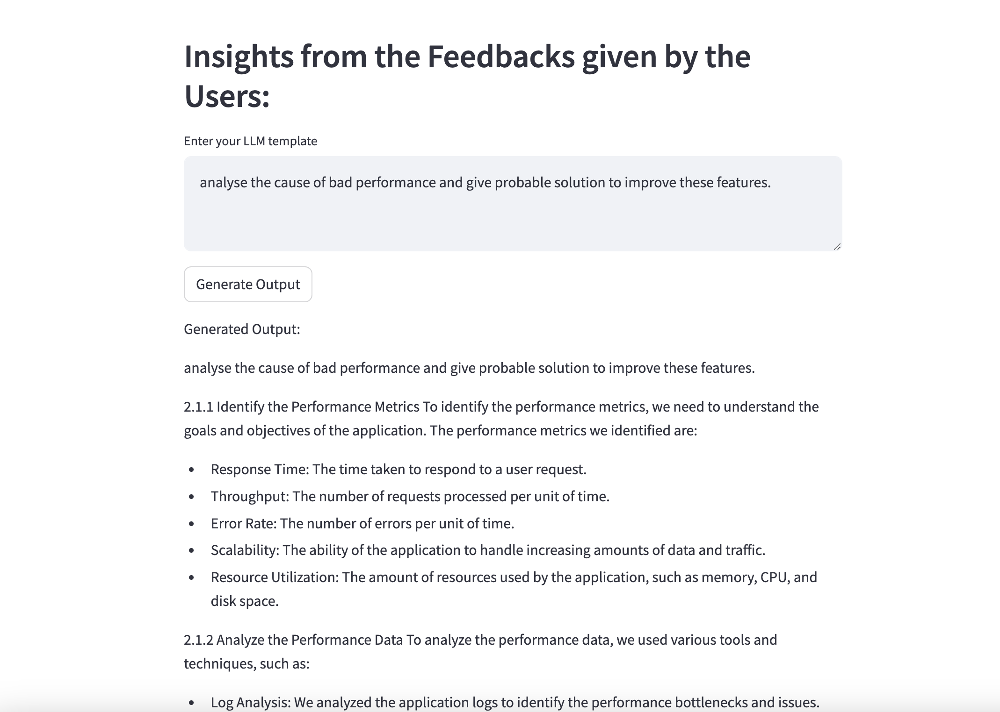 Insights from the Feedbacks given by the
Users:
Enter your LLM template
analyse the cause of bad performance and give probable solution to improve these features.
Generate Output
Generated Output:
analyse the cause of bad performance and give probable solution to improve these features.
2.1.1 Identify the Performance Metrics To identify the performance metrics, we need to understand the
goals and objectives of the application. The performance metrics we identified are:
• Response Time: The time taken to respond to a user request.
• Throughput: The number of requests processed per unit of time.
• Error Rate: The number of errors per unit of time.
• Scalability: The ability of the application to handle increasing amounts of data and traffic.
• Resource Utilization: The amount of resources used by the application, such as memory, CPU, and
disk space.
2.1.2 Analyze the Performance Data To analyze the performance data, we used various tools and
techniques, such as:
• Log Analysis: We analyzed the application logs to identify the performance bottlenecks and issues.